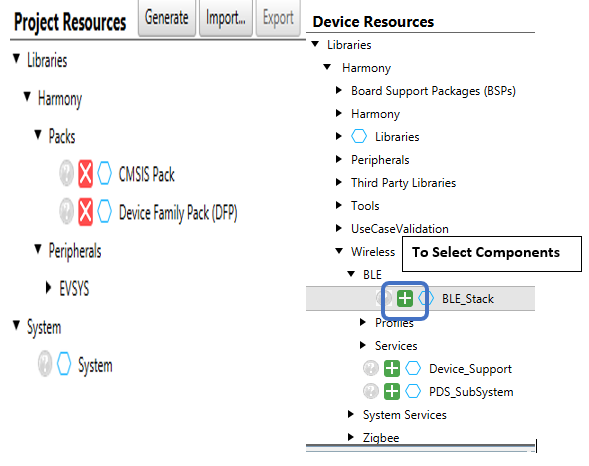 Project Resources
Generate
Import...
Export
Libraries
Harmony
Packs
CMSIS Pack
Device Family Pack (DFP)
Peripherals
EVSYS
System
System
Device Resources
Libraries
Harmony
Board Support Packages (BSPs)
Harmony
Libraries
Peripherals
Third Party Libraries
Tools
UseCaseValidation
Wireless
To Select Components
BLE
BLE_Stack
Profiles
Services
Device_Support
PDS_SubSystem
System Services
Zigbee